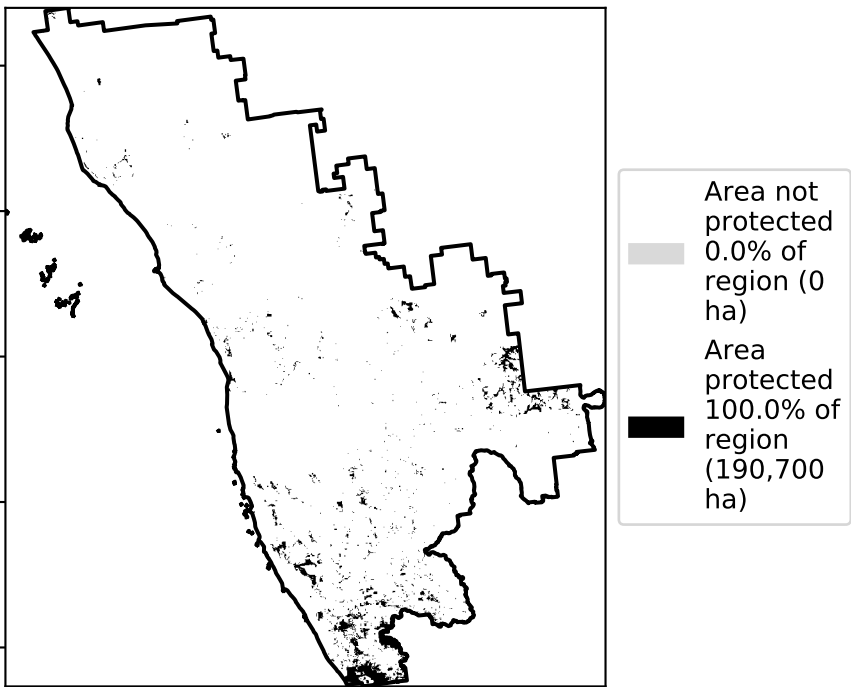 Area not
protected
0.0% of
region (0
ha)
Area
protected
100.0% of
region
(190,700
ha)